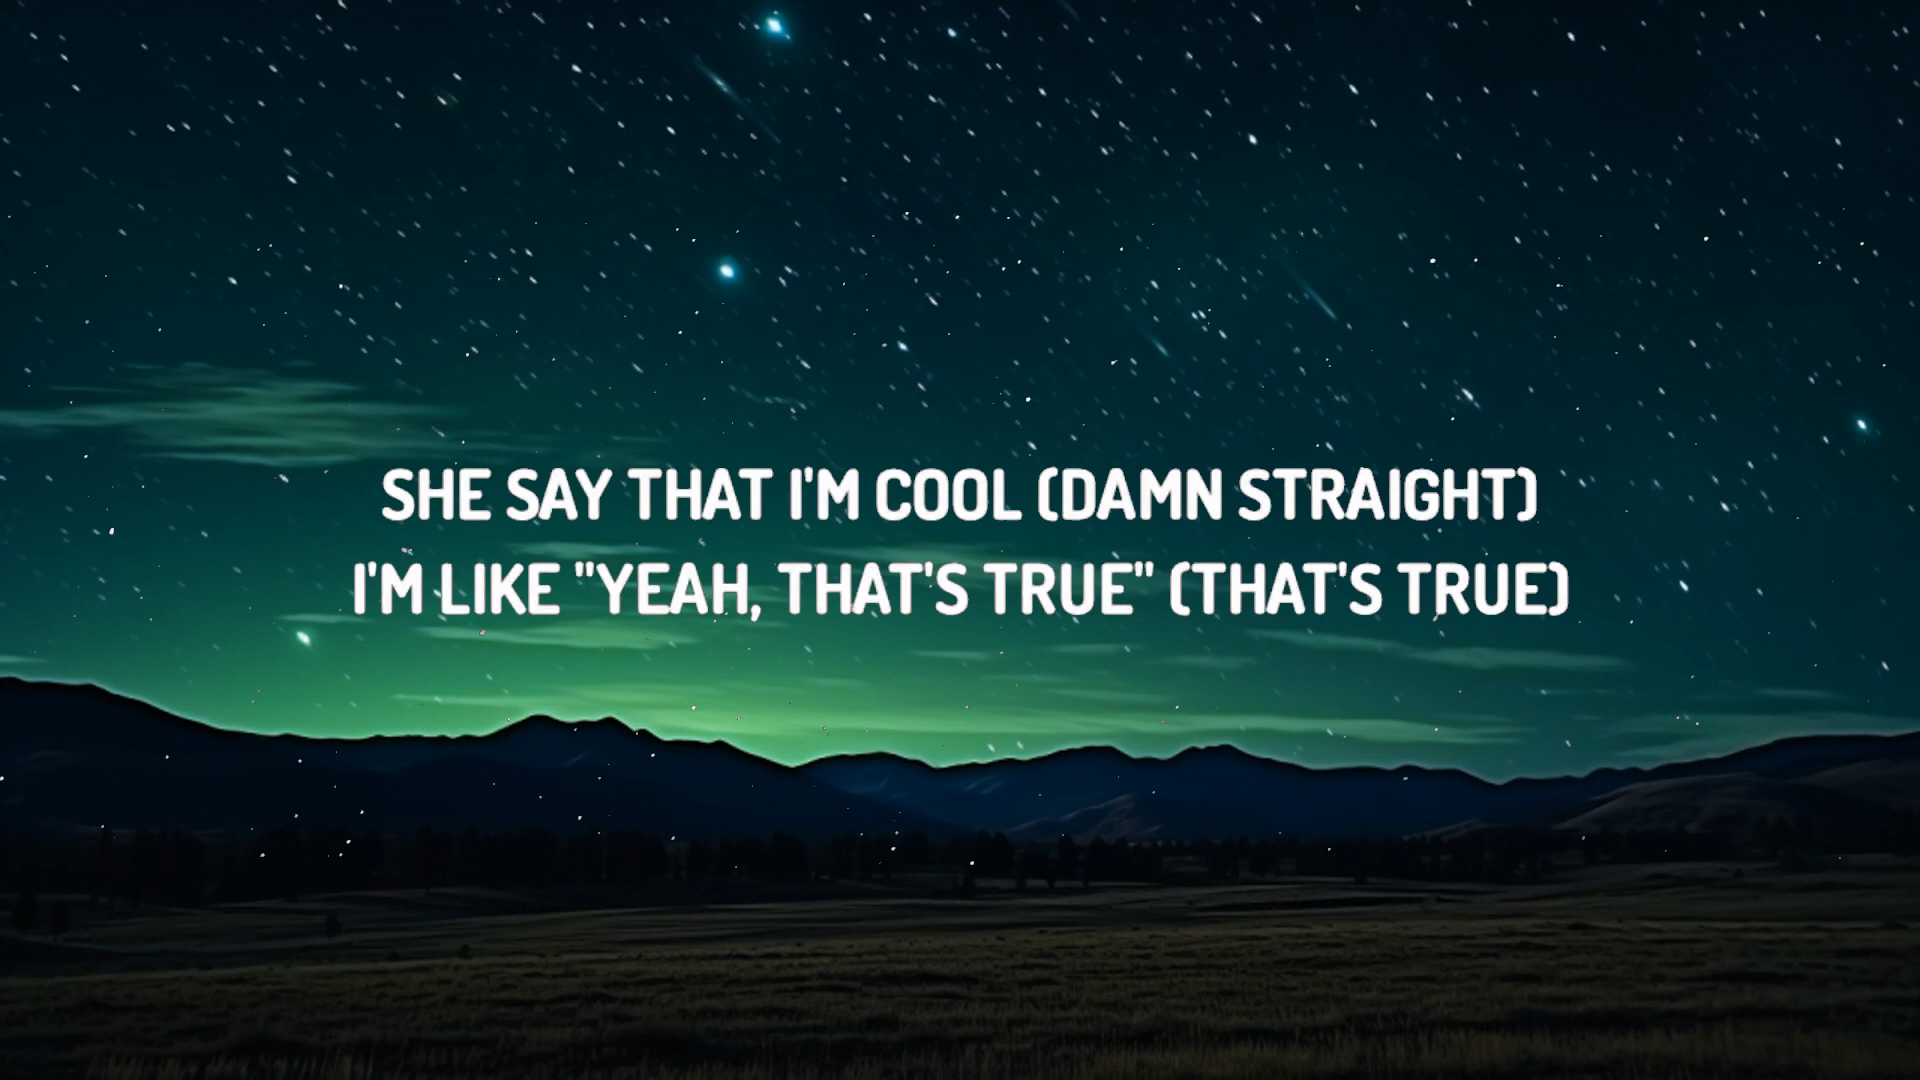 SHE SAY THAT I'M COOL (DAMN STRAIGHT)
I'M LIKE "YEAH, THAT'S TRUE" (THAT'S TRUE)